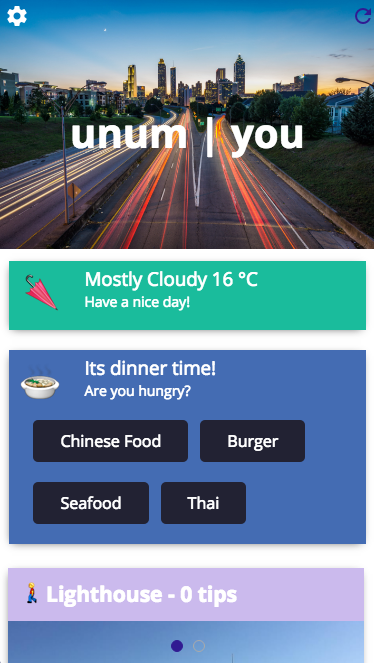 unum | you
Mostly Cloudy 16 °C
Have a nice day!
Its dinner time!
Are you hungry?
Chinese Food
Burger
Seafood
Thai
Lighthouse - 0 tips